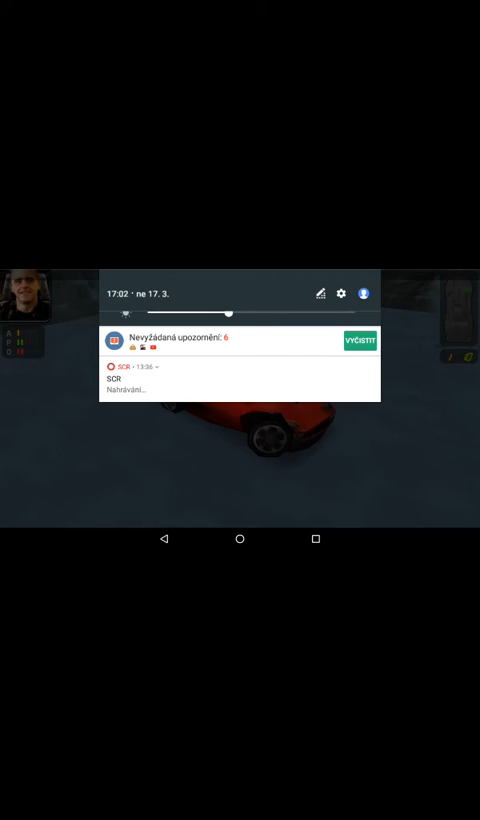 17:02 • ne 17. 3.
Nevyžádaná upozornění: 6
VYČISTIT
SCR • 13:36
SCR
Nahrávání...
A
P
O